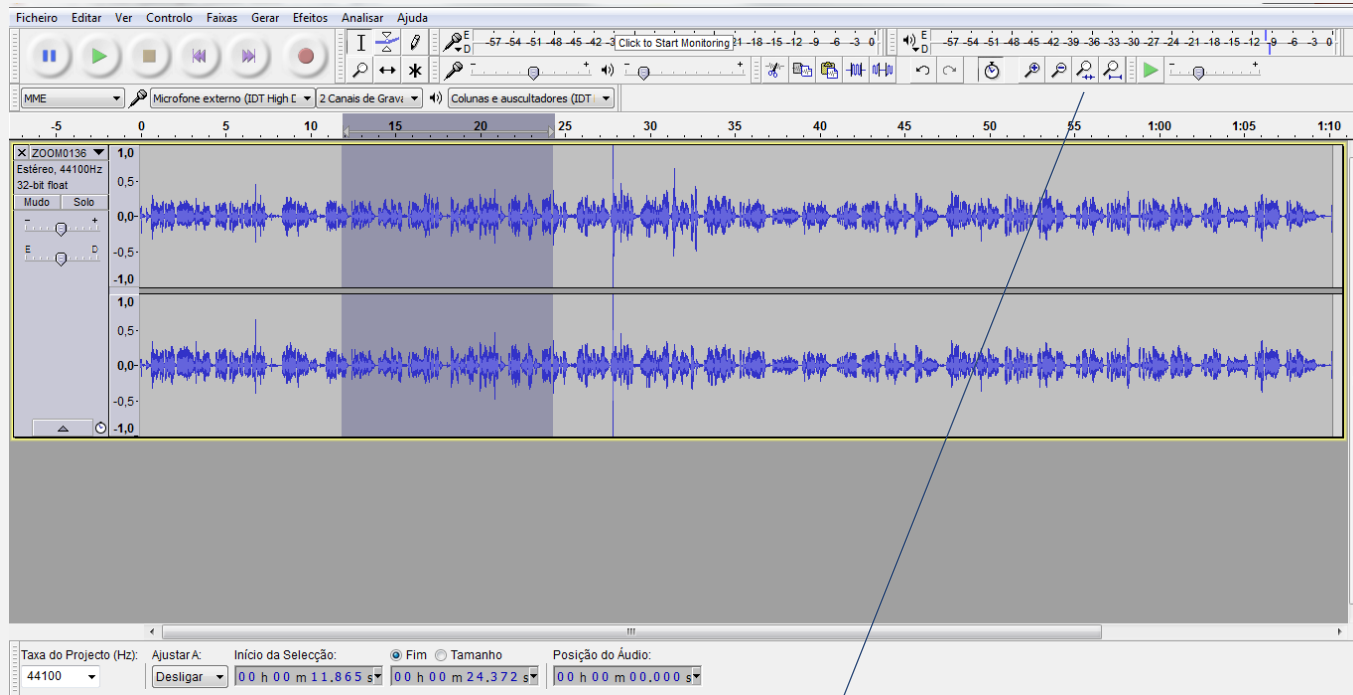 Ficheiro Editar Ver Controlo Faixas Gerar Efeitos Analisar Ajuda
E D -57 -54 -51 -48 -45 -42 -3 Click to Start Monitoring 21 -18 -15 -12 -9 -6 -3 0
E D -57 -54 -51 -48 -45 -42 -39 -36 -33 -30 -27 -24 -21 -18 -15 -12 -9 -6 -3 0
- + - + - +
MME Microfone externo (IDT High 2 Canais de Grava Colunas e auscultadores (IDT
-5 0 5 10 15 20 25 30 35 40 45 50 55 1:00 1:05 1:10
X ZOOM0136 1,0
Estéreo, 44100Hz
32-bit float 0,5
Mudo Solo
- + 0,0
E D -0,5
-1,0
1,0
0,5
0,0
-0,5
-1,0
Taxa do Projecto (Hz): Ajustar A: Início da Selecção: Fim Tamanho Posição do Áudio:
44100 Desligar 00 h 00 m 11.865 s 00 h 00 m 24.372 s 00 h 00 m 00.000 s